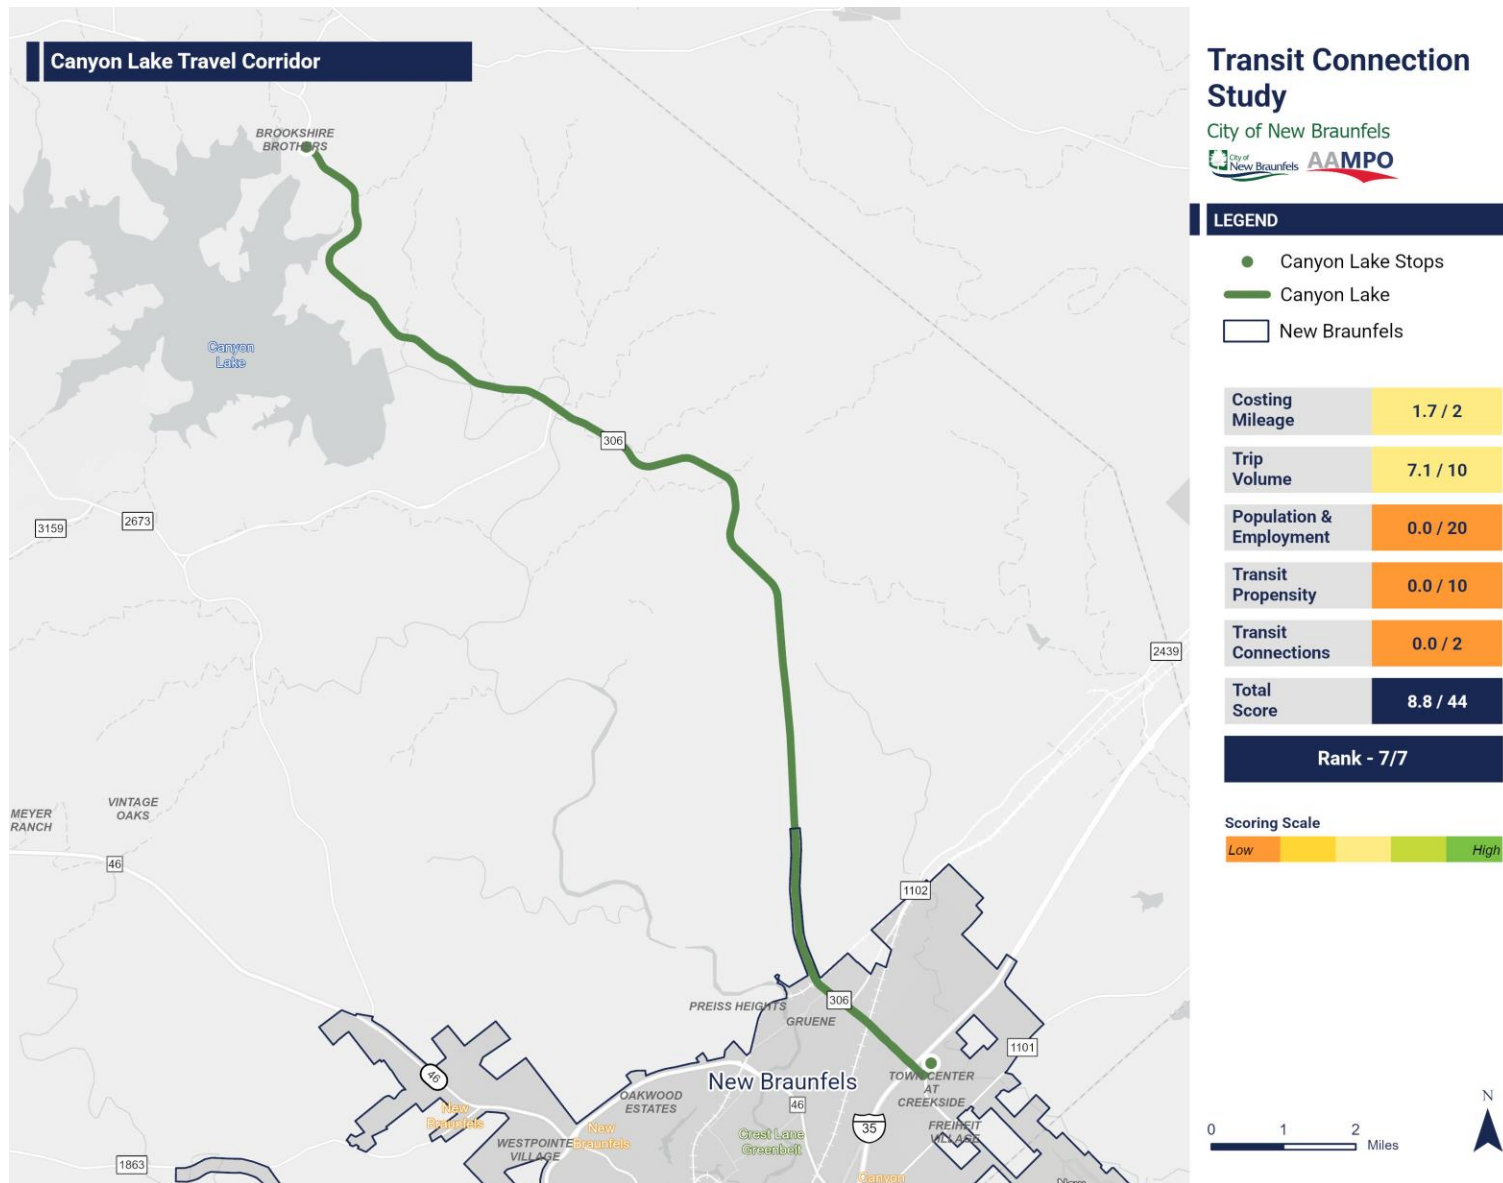 Canyon Lake Travel Corridor
BROOKSHIRE
BROTHERS
Canyon
Lake
306
3159
2673
2439
VINTAGE
OAKS
MEYER
RANCH
46
1102
PREISS HEIGHTS
306
GRUENE
1101
46
New
Braunfels
TOWN CENTER
AT
CREEKSIDE
New Braunfels
OAKWOOD
ESTATES
46
35
New
Braunfels
WESTPOINTE
VILLAGE
Crest Lane
Greenbelt
FREIHEIT
VILLAGE
1863
Canyon
Transit Connection
Study
City of New Braunfels
City of
New Braunfels
AAMPO
LEGEND
Canyon Lake Stops
Canyon Lake
New Braunfels
Costing
Mileage
1.7 / 2
Trip
Volume
7.1 / 10
Population &
Employment
0.0 / 20
Transit
Propensity
0.0 / 10
Transit
Connections
0.0 / 2
Total
Score
8.8 / 44
Rank - 7/7
Scoring Scale
Low
High
N
0 1 2
Miles